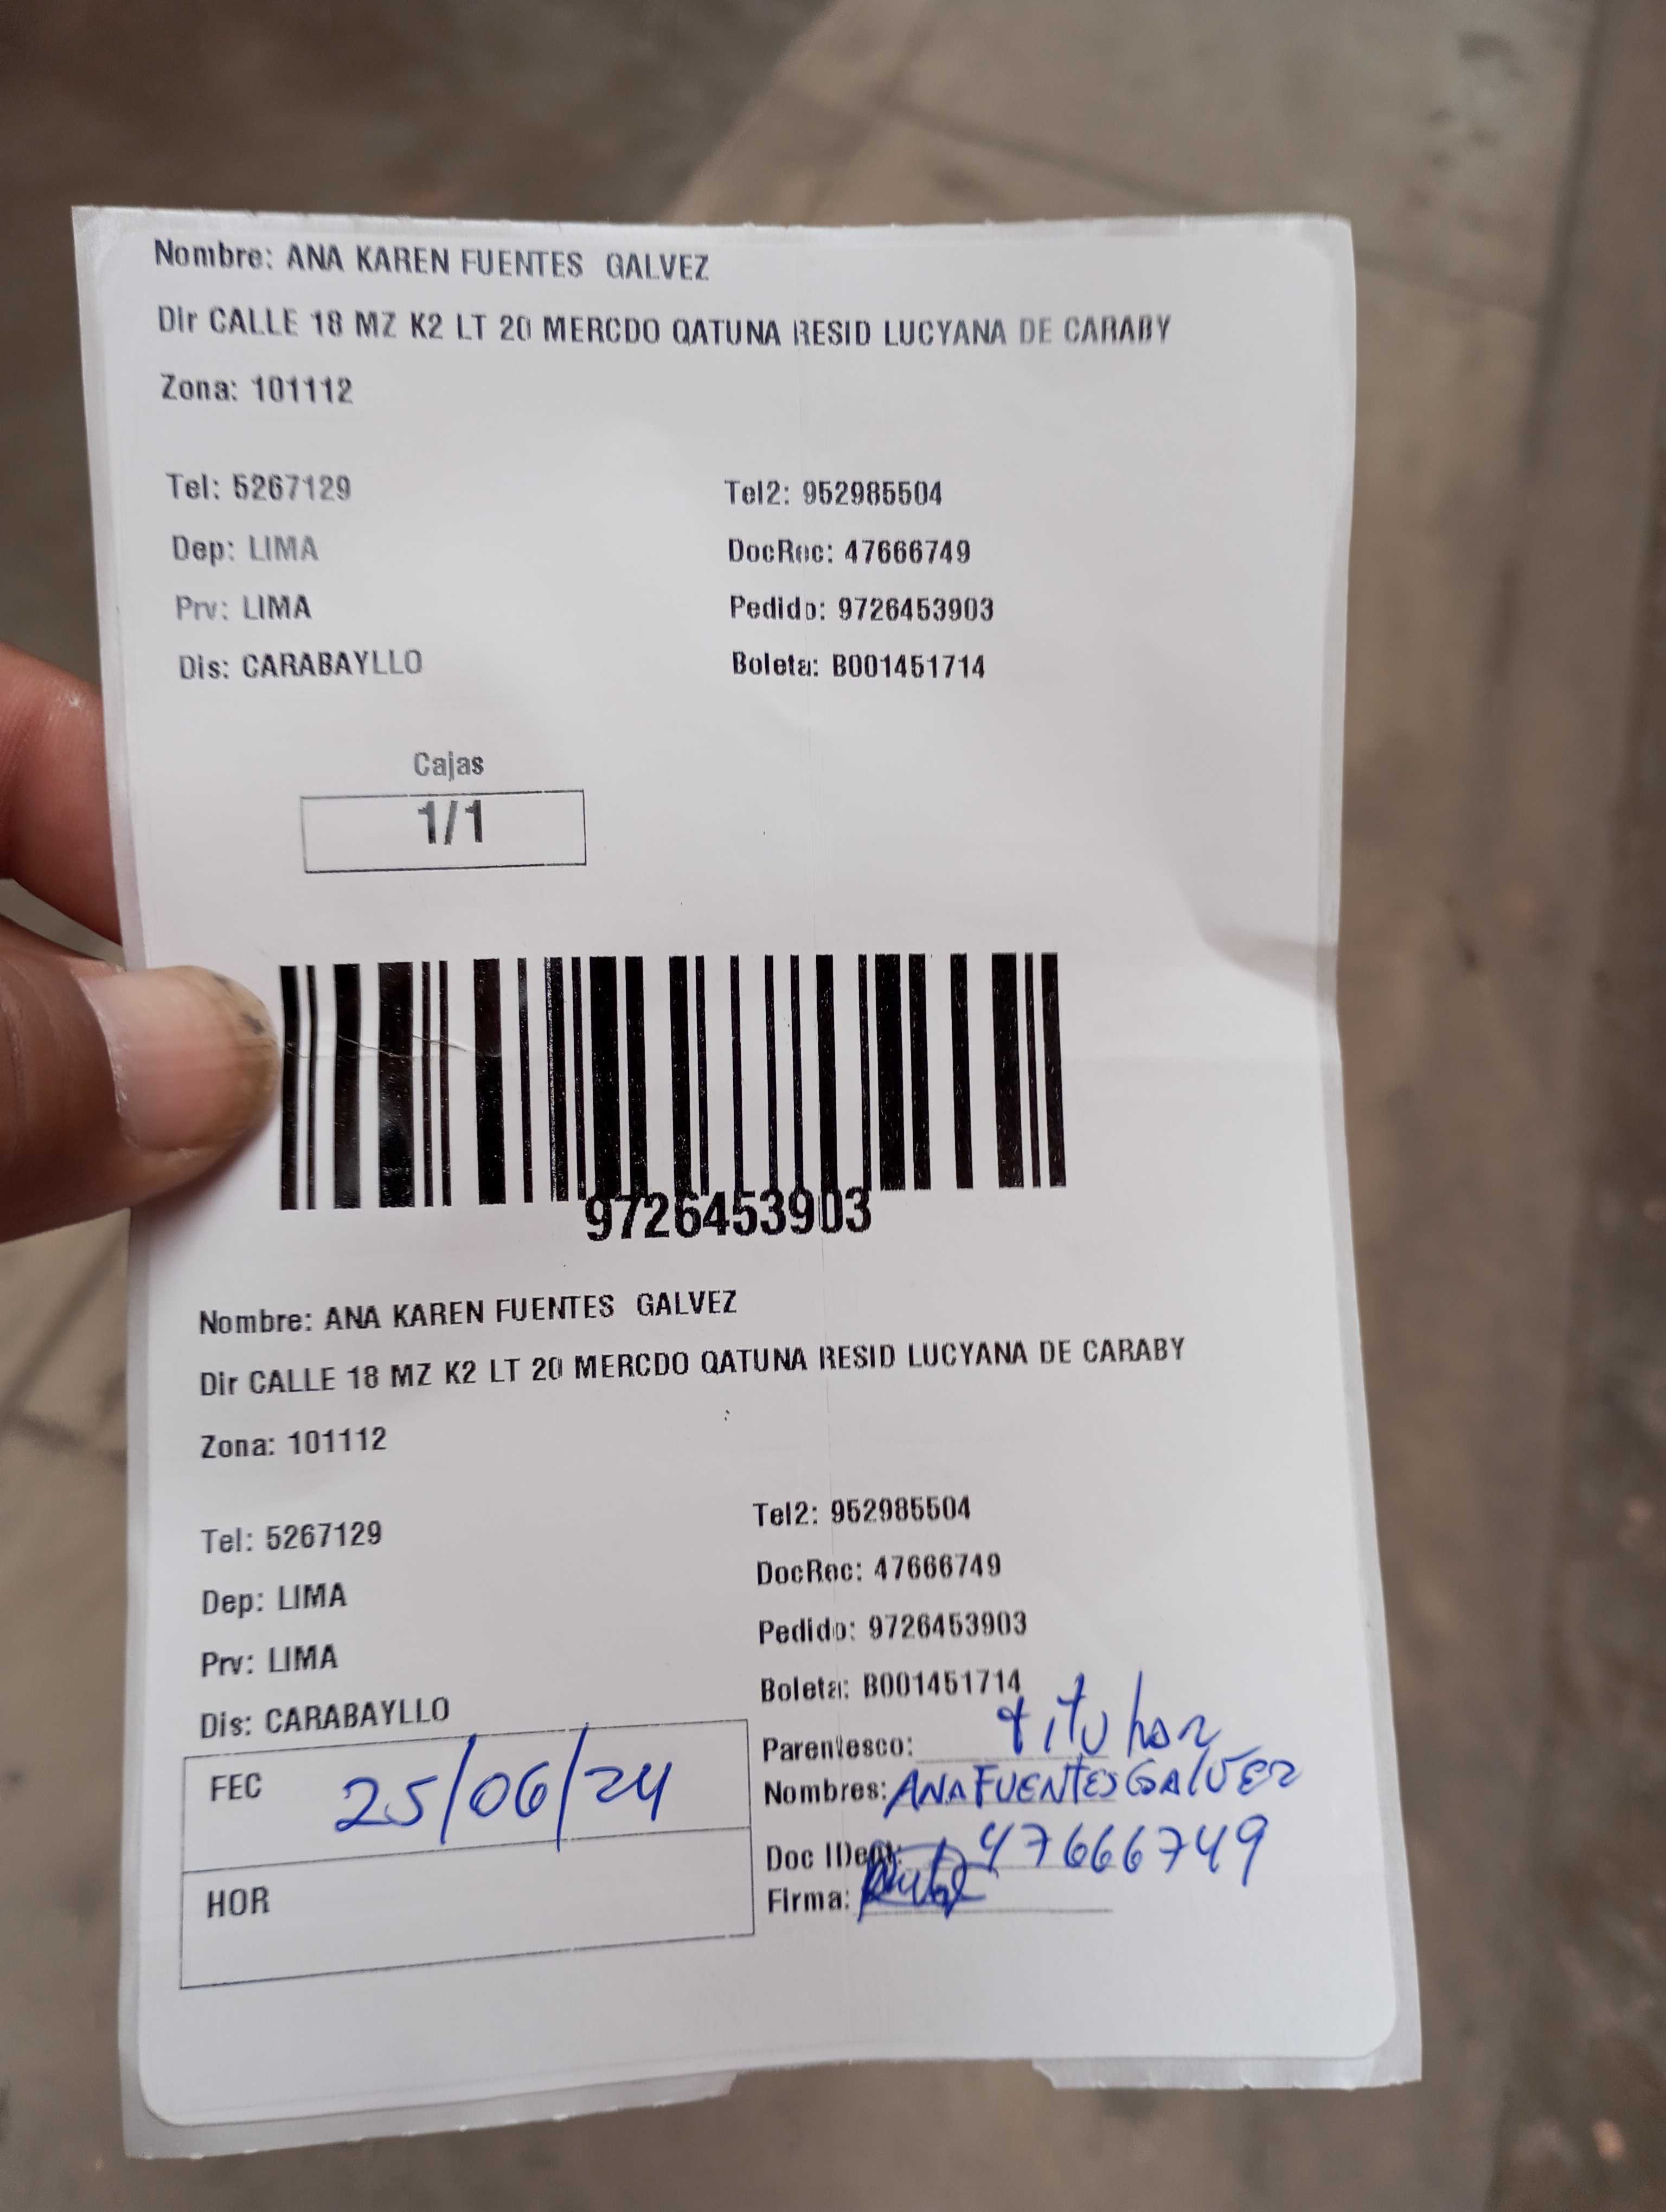 Nombre: ANA KAREN FUENTES GALVEZ
Dir CALLE 18 MZ K2 LT 20 MERCDO QATUNA RESID LUCYANA DE CARABY
Zona: 101112
Tel: 5267129 Tel2: 952985504
Dep: LIMA DocRec: 47666749
Prv: LIMA Pedido: 9726453903
Dis: CARABAYLLO Boleta: B001451714
Cajas
1/1
9726453903
Nombre: ANA KAREN FUENTES GALVEZ
Dir CALLE 18 MZ K2 LT 20 MERCDO QATUNA RESID LUCYANA DE CARABY
Zona: 101112
Tel: 5267129 Tel2: 952985504
Dep: LIMA DocRec: 47666749
Prv: LIMA Pedido: 9726453903
Dis: CARABAYLLO Boleta: B001451714
FEC 25/06/24
HOR
Parentesco: titular
Nombres: ANA FUENTES GALVEZ
Doc IDent: 47666749
Firma: